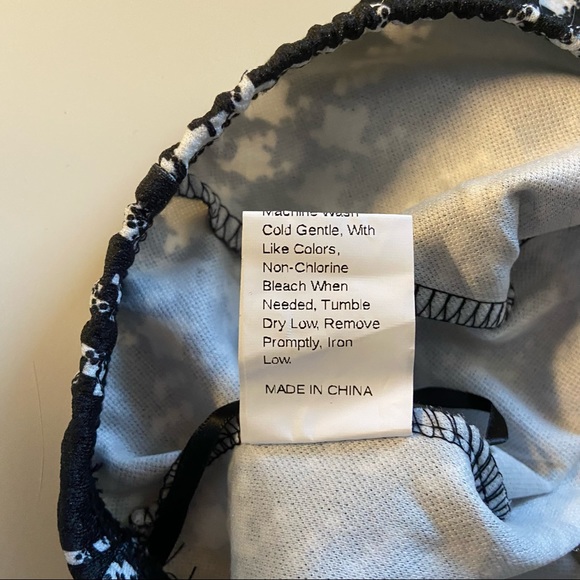 Machine Wash
Cold Gentle, With
Like Colors,
Non-Chlorine
Bleach When
Needed, Tumble
Dry Low, Remove
Promptly, Iron
Low.
MADE IN CHINA